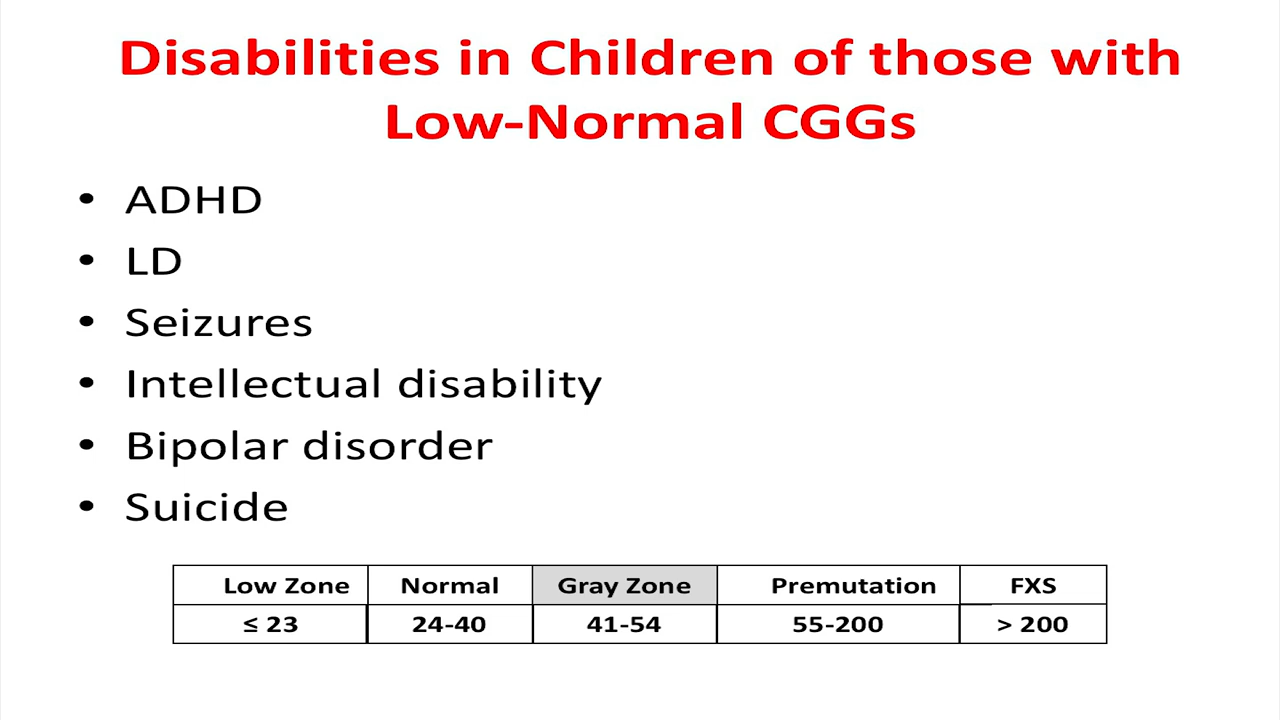 Disabilities in Children of those with
Low-Normal CGGs
• ADHD
• LD
• Seizures
• Intellectual disability
• Bipolar disorder
• Suicide
Low Zone Normal Gray Zone Premutation FXS
≤ 23 24-40 41-54 55-200 > 200